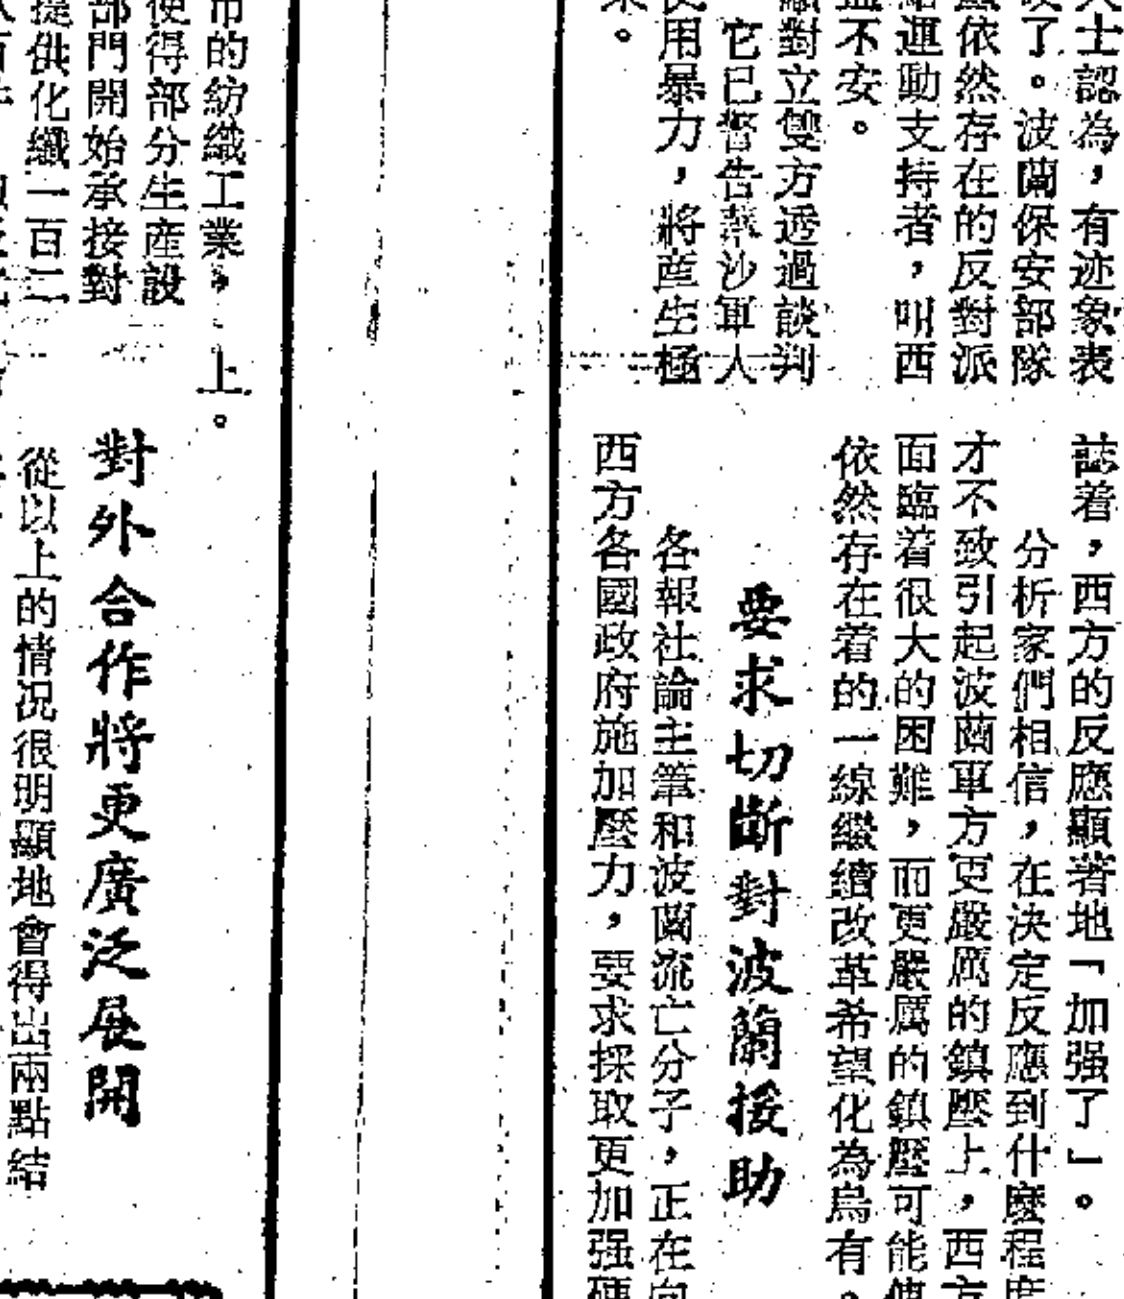 士認為，有迹象表
了。波蘭保安部隊
依然存在的反對派
運動支持者，叫西
不安。
對立雙方透過談判
它已警告華沙軍人
用暴力，將産生極
。
誌着，西方的反應顯著地「加强了」。
分析家們相信，在決定反應到什麼程度
才不致引起波蘭軍方更嚴厲的鎮壓上，西方
面臨着很大的困難，而更嚴厲的鎮壓可能使
依然存在着的一線繼續改革希望化為烏有。
要求切斷對波蘭援助
各報社論主筆和波蘭流亡分子，正在向
西方各國政府施加壓力，要求採取更加强硬
市的紡織工業，上。
使得部分生産設
部門開始承接對
提供化纖一百二
對外合作將更廣泛展開
從以上的情况很明顯地會得出兩點結